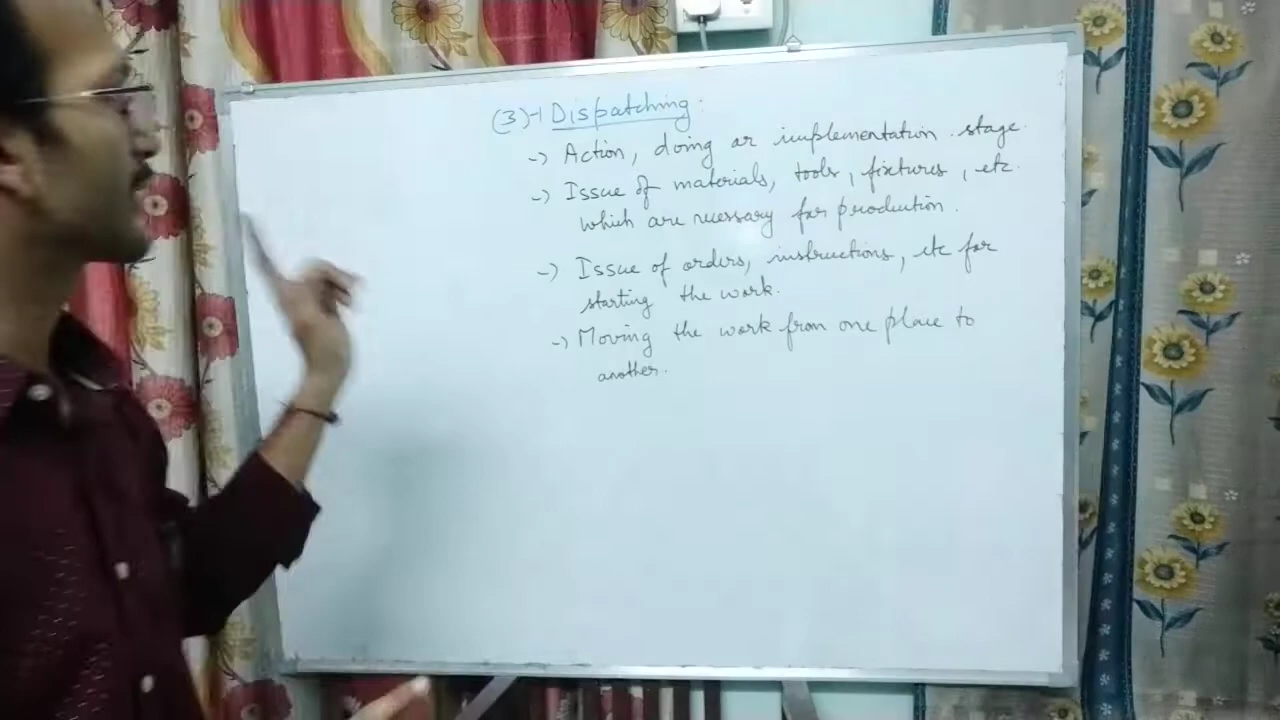 (3)-| Dispatching:
-> Action, doing or implementation stage.
-> Issue of materials, tools, fixtures, etc.
which are necessary for production.
-> Issue of orders, instructions, etc for
starting the work.
-> Moving the work from one place to
another.